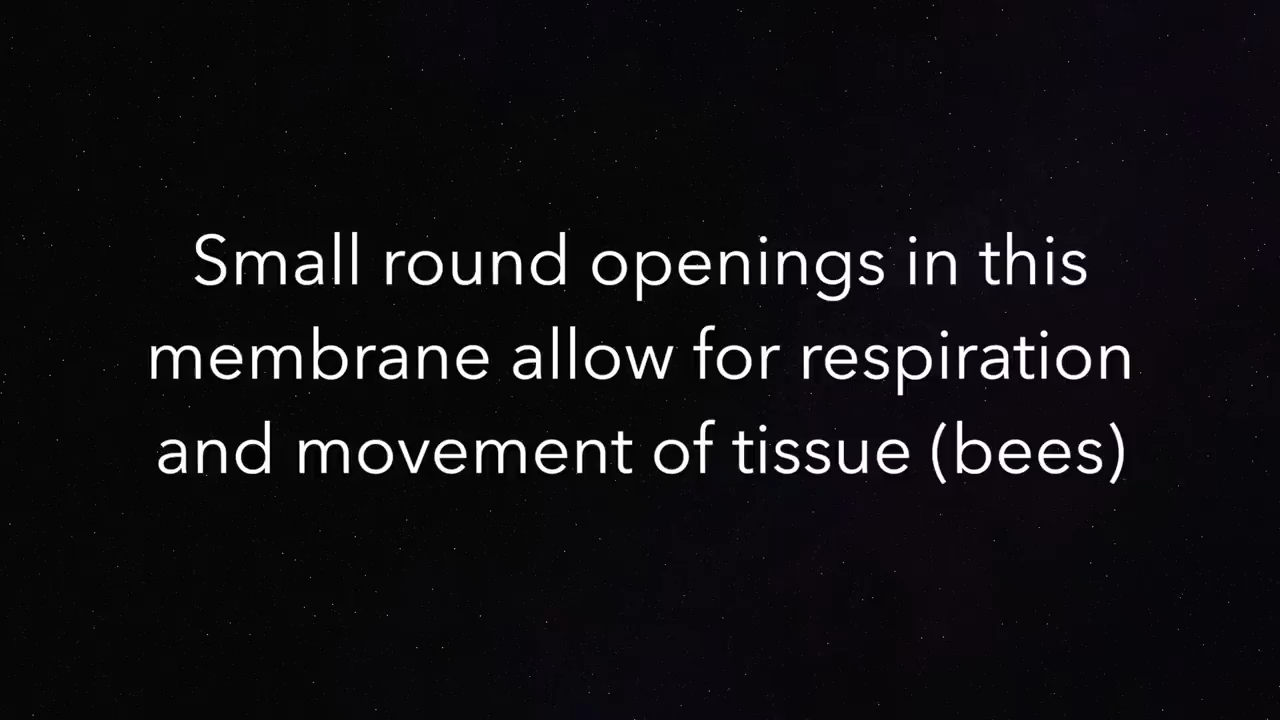 Small round openings in this
membrane allow for respiration
and movement of tissue (bees)